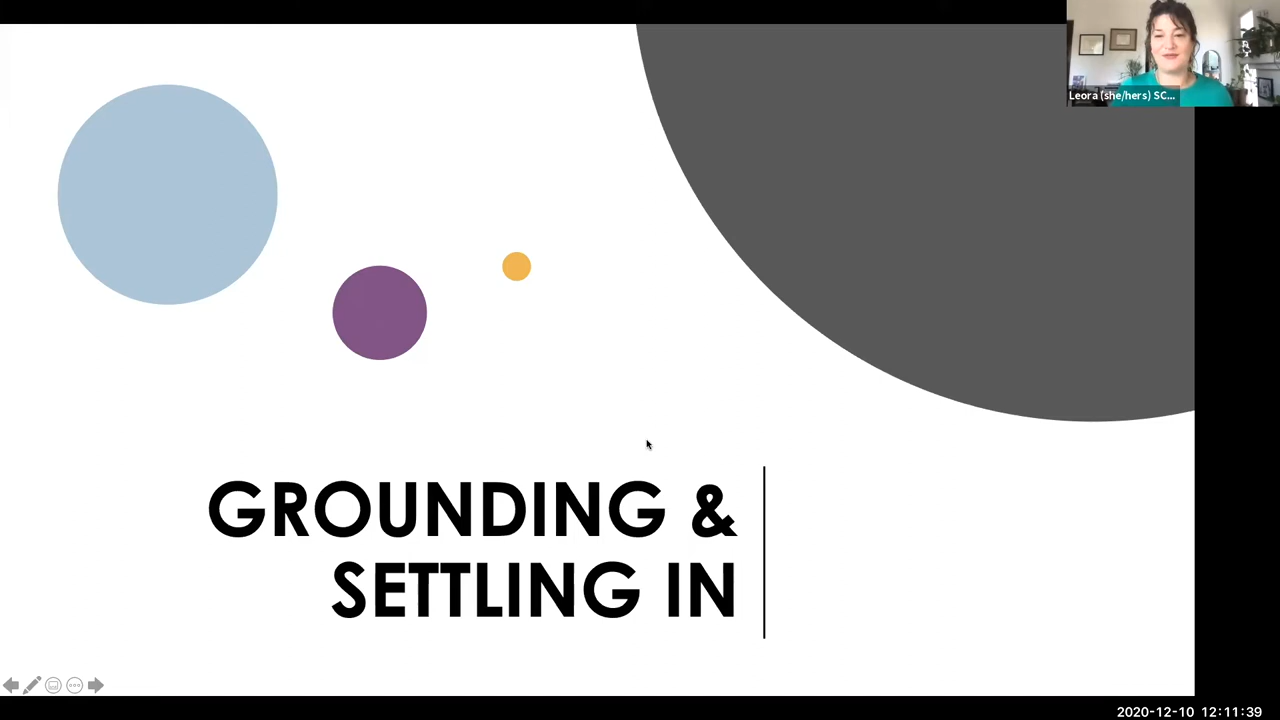 Leora (she/hers) SC...
GROUNDING &
SETTLING IN
2020-12-10 12:11:39